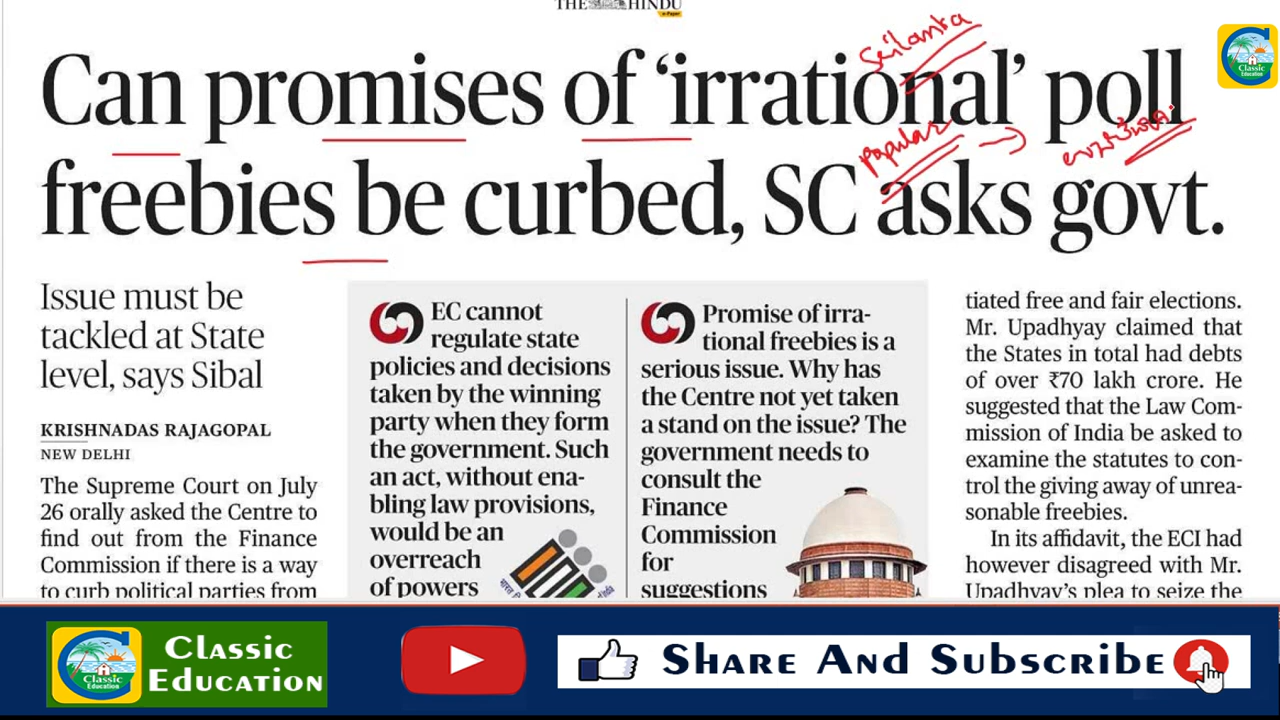 THE HINDU
e-Paper
Srilanka
Classic
Education
Can promises of ‘irrational’ poll
popular
freebies be curbed, SC asks govt.
Issue must be
tackled at State
level, says Sibal
KRISHNADAS RAJAGOPAL
NEW DELHI
The Supreme Court on July
26 orally asked the Centre to
find out from the Finance
Commission if there is a way
to curb political parties from
EC cannot
regulate state
policies and decisions
taken by the winning
party when they form
the government. Such
an act, without ena-
bling law provisions,
would be an
overreach
of powers
Promise of irra-
tional freebies is a
serious issue. Why has
the Centre not yet taken
a stand on the issue? The
government needs to
consult the
Finance
Commission
for
suggestions
tiated free and fair elections.
Mr. Upadhyay claimed that
the States in total had debts
of over ₹70 lakh crore. He
suggested that the Law Com-
mission of India be asked to
examine the statutes to con-
trol the giving away of unrea-
sonable freebies.
In its affidavit, the ECI had
however disagreed with Mr.
Upadhyay’s plea to seize the
Classic
Education
Classic
Education
Share And Subscribe